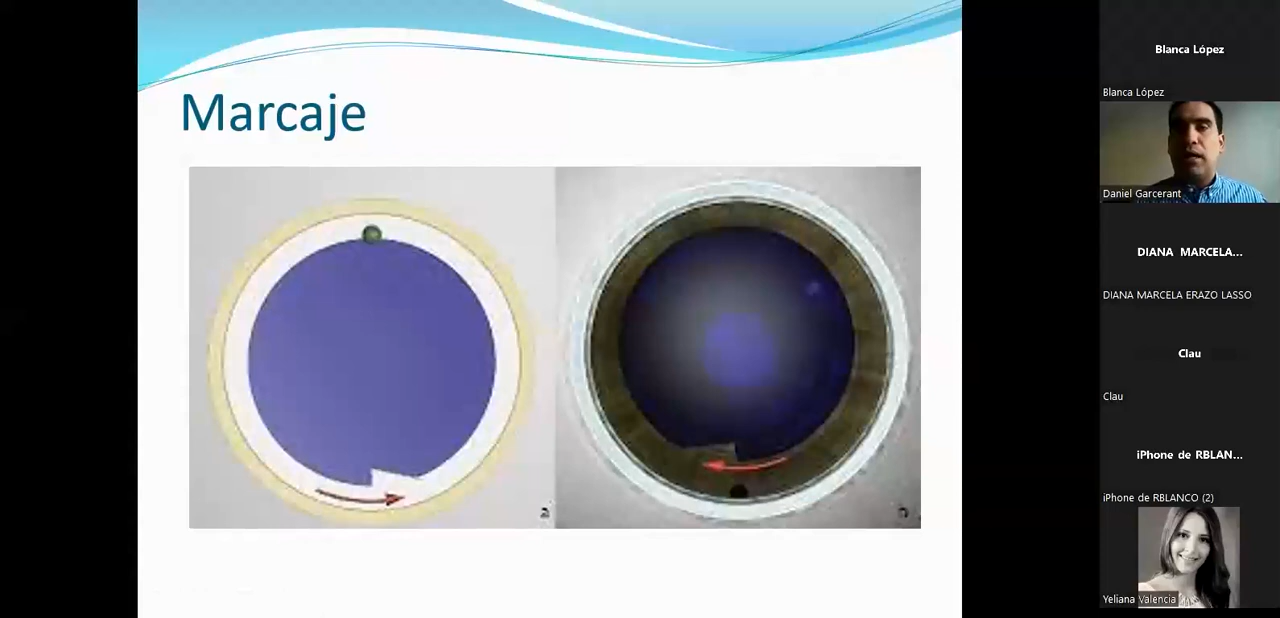 Marcaje
Blanca López
Blanca López
Daniel Garcerant
DIANA MARCELA...
DIANA MARCELA ERAZO LASSO
Clau
Clau
iPhone de RBLAN...
iPhone de RBLANCO (2)
Yeliana Valencia